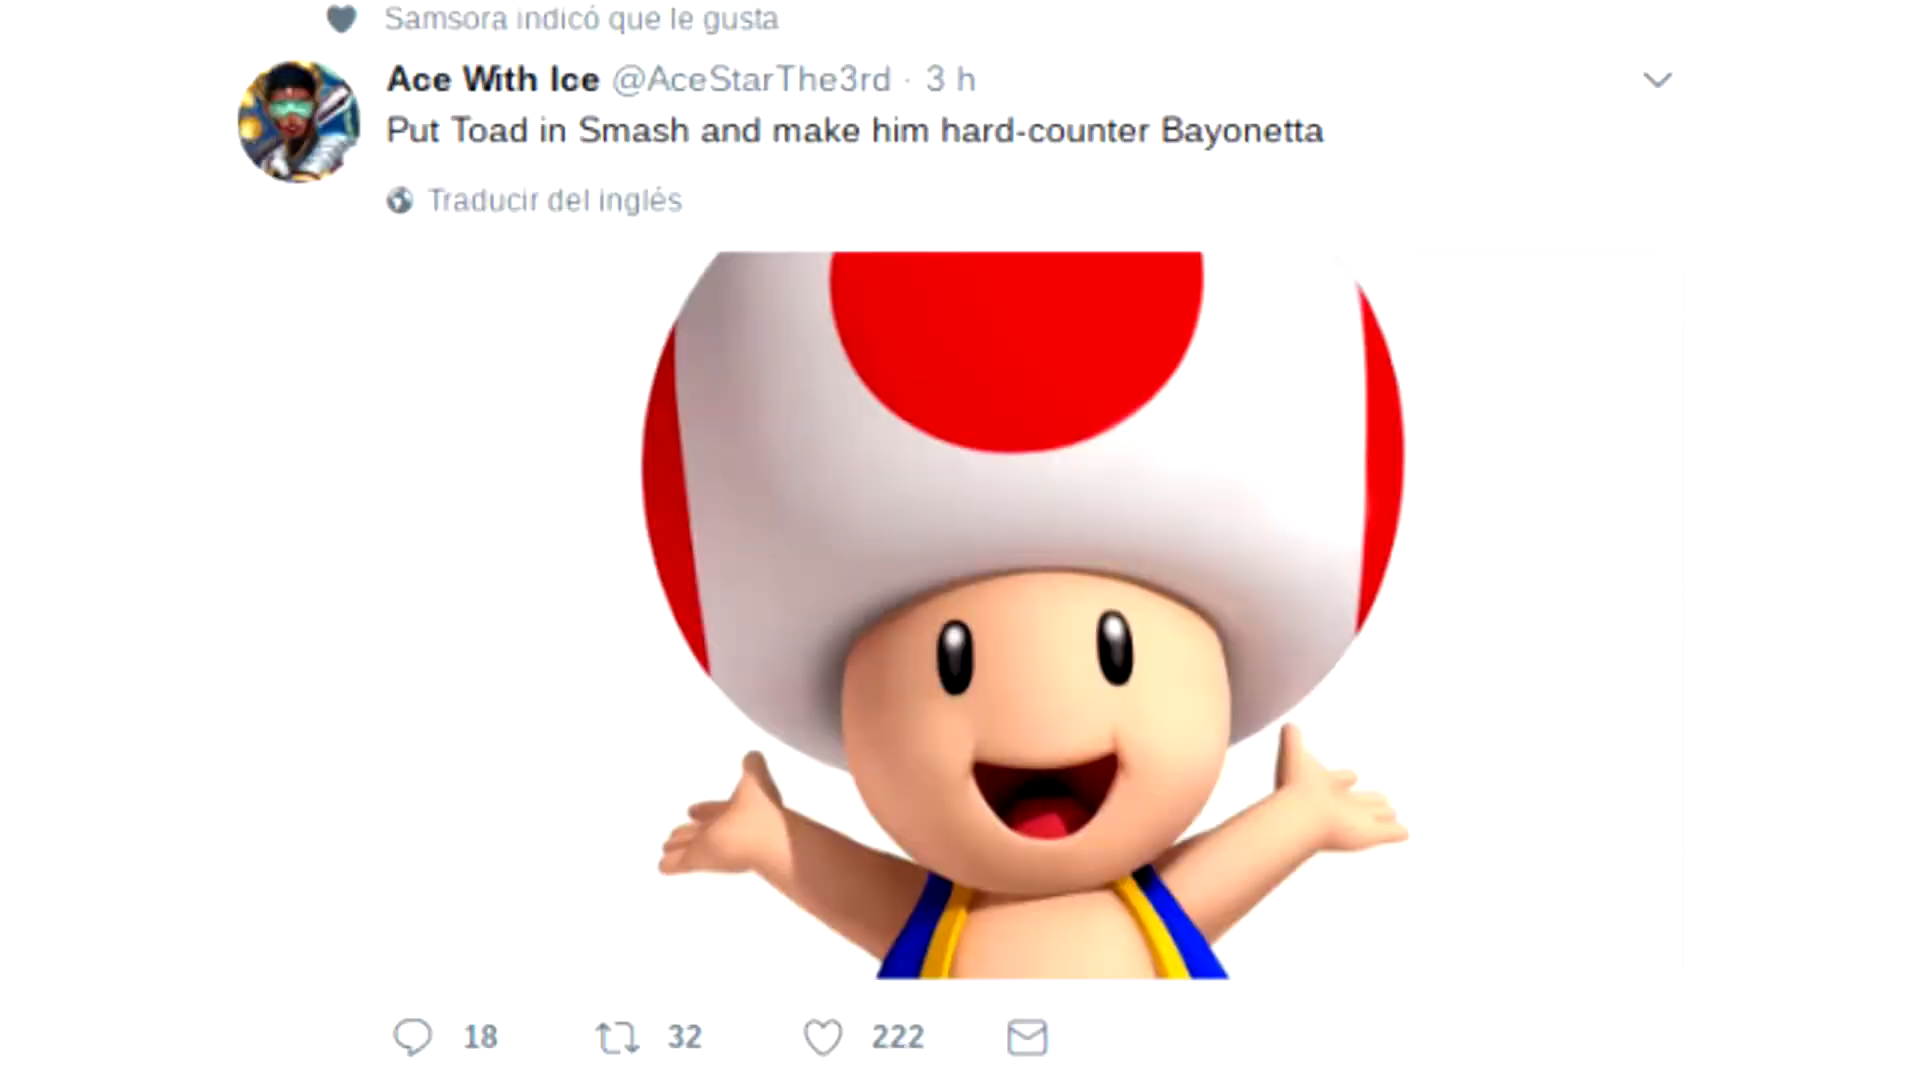 Samsora indicó que le gusta
Ace With Ice @AceStarThe3rd · 3 h
Put Toad in Smash and make him hard-counter Bayonetta
Traducir del inglés
18 32 222